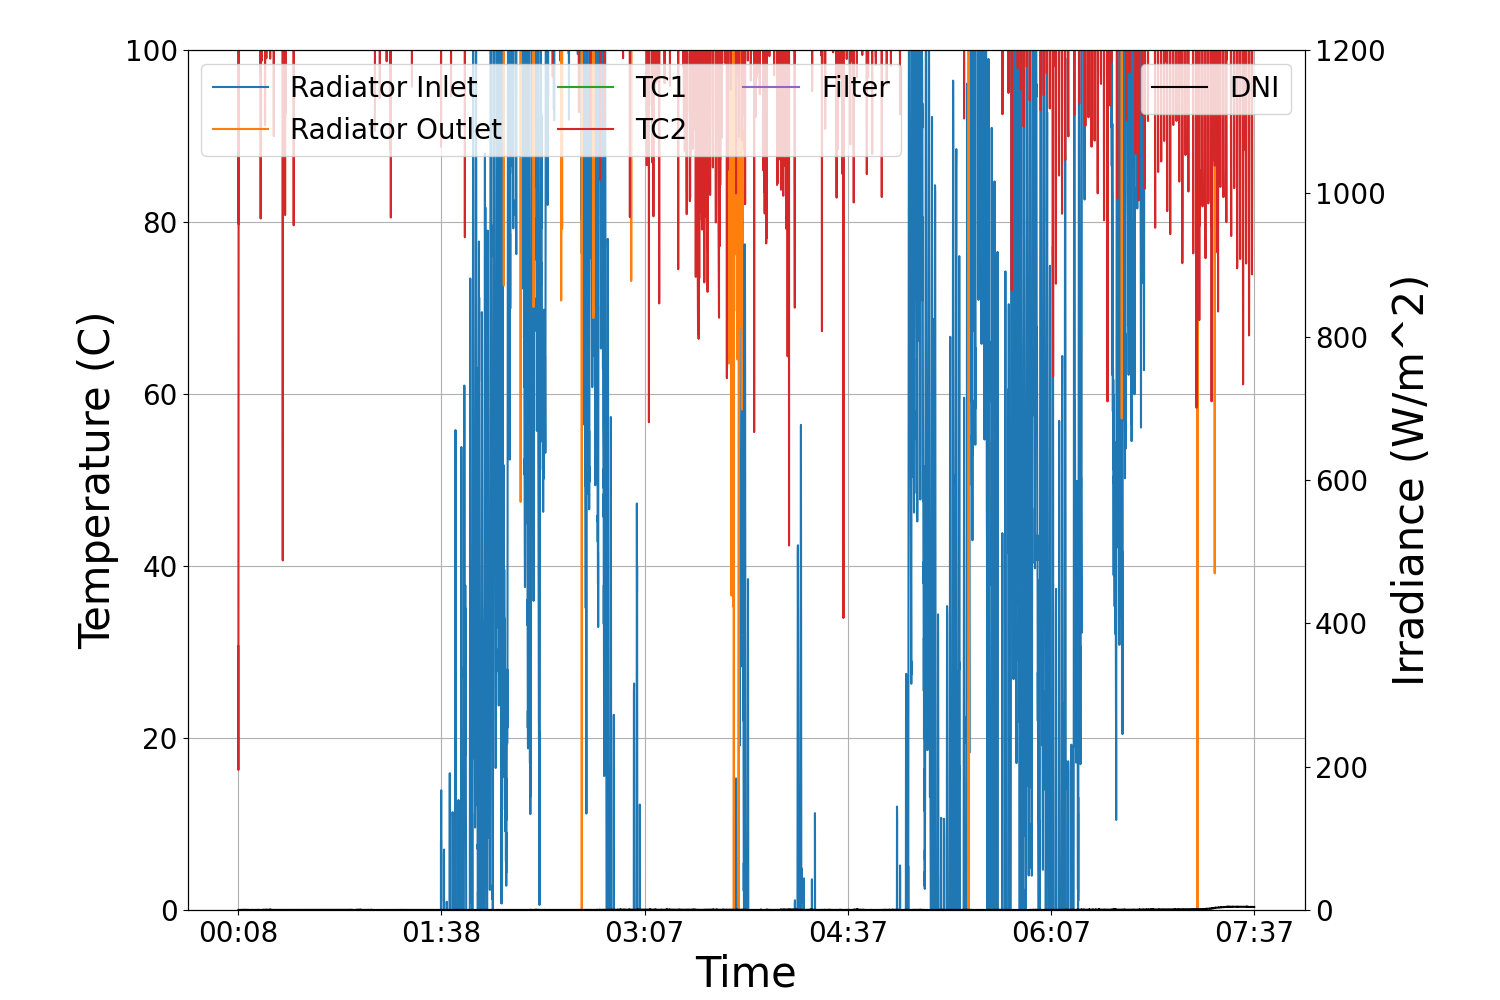 100
80
60
40
20
0
Temperature (C)
Radiator Inlet
Radiator Outlet
TC1
TC2
Filter
DNI
1200
1000
800
600
400
200
0
Irradiance (W/m^2)
00:08 01:38 03:07 04:37 06:07 07:37
Time